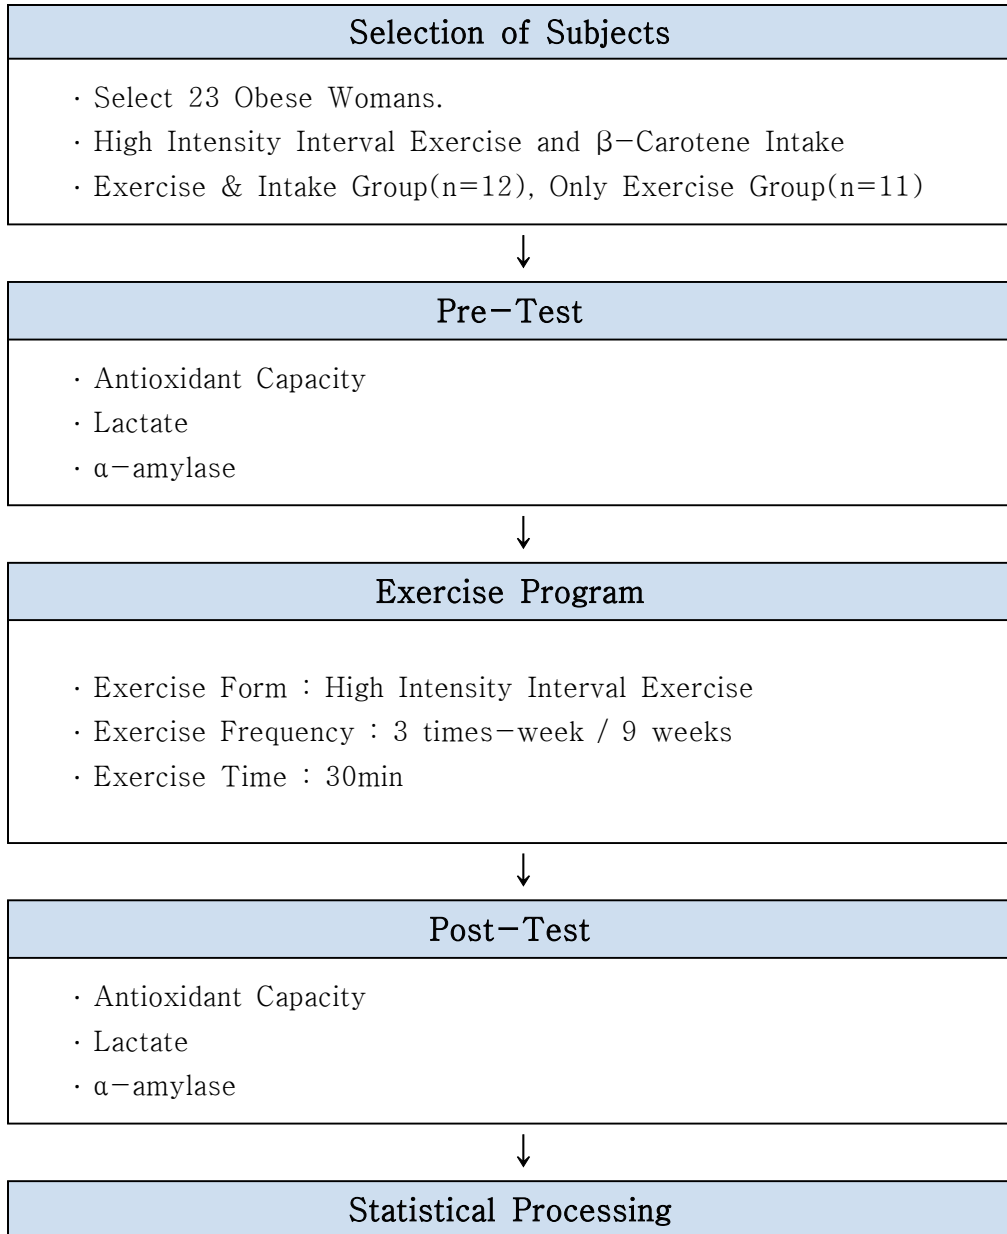 Selection of Subjects
· Select 23 Obese Womans.
· High Intensity Interval Exercise and β-Carotene Intake
· Exercise & Intake Group(n=12), Only Exercise Group(n=11)
↓
Pre-Test
· Antioxidant Capacity
· Lactate
· α-amylase
↓
Exercise Program
· Exercise Form : High Intensity Interval Exercise
· Exercise Frequency : 3 times-week / 9 weeks
· Exercise Time : 30min
↓
Post-Test
· Antioxidant Capacity
· Lactate
· α-amylase
↓
Statistical Processing